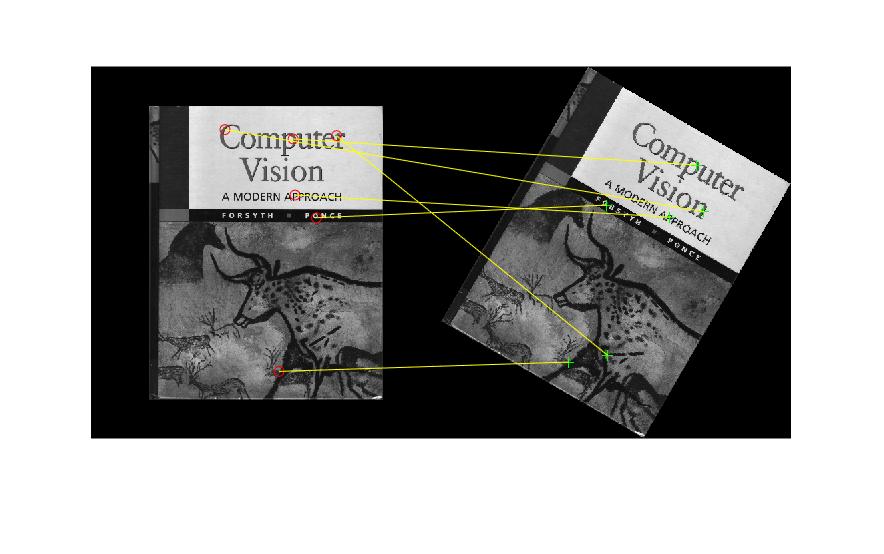 Computer
Vision
A MODERN APPROACH
FORSYTH ▪ PONCE
Computer
Vision
A MODERN APPROACH
FORSYTH ▪ PONCE